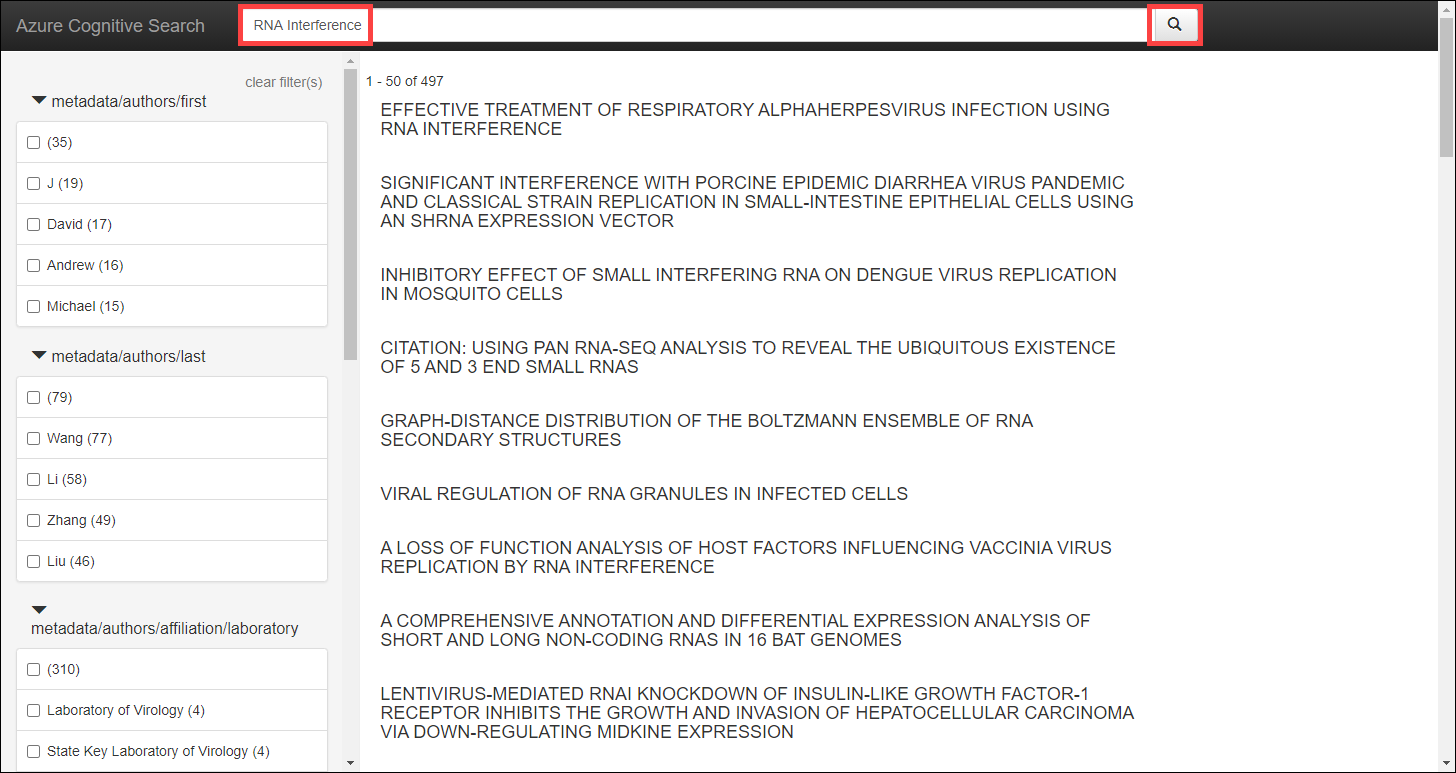 Azure Cognitive Search
RNA Interference
clear filter(s)
metadata/authors/first
(35)
J (19)
David (17)
Andrew (16)
Michael (15)
metadata/authors/last
(79)
Wang (77)
Li (58)
Zhang (49)
Liu (46)
metadata/authors/affiliation/laboratory
(310)
Laboratory of Virology (4)
State Key Laboratory of Virology (4)
1 - 50 of 497
EFFECTIVE TREATMENT OF RESPIRATORY ALPHAHERPESVIRUS INFECTION USING
RNA INTERFERENCE
SIGNIFICANT INTERFERENCE WITH PORCINE EPIDEMIC DIARRHEA VIRUS PANDEMIC
AND CLASSICAL STRAIN REPLICATION IN SMALL-INTESTINE EPITHELIAL CELLS USING
AN SHRNA EXPRESSION VECTOR
INHIBITORY EFFECT OF SMALL INTERFERING RNA ON DENGUE VIRUS REPLICATION
IN MOSQUITO CELLS
CITATION: USING PAN RNA-SEQ ANALYSIS TO REVEAL THE UBIQUITOUS EXISTENCE
OF 5 AND 3 END SMALL RNAS
GRAPH-DISTANCE DISTRIBUTION OF THE BOLTZMANN ENSEMBLE OF RNA
SECONDARY STRUCTURES
VIRAL REGULATION OF RNA GRANULES IN INFECTED CELLS
A LOSS OF FUNCTION ANALYSIS OF HOST FACTORS INFLUENCING VACCINIA VIRUS
REPLICATION BY RNA INTERFERENCE
A COMPREHENSIVE ANNOTATION AND DIFFERENTIAL EXPRESSION ANALYSIS OF
SHORT AND LONG NON-CODING RNAS IN 16 BAT GENOMES
LENTIVIRUS-MEDIATED RNAI KNOCKDOWN OF INSULIN-LIKE GROWTH FACTOR-1
RECEPTOR INHIBITS THE GROWTH AND INVASION OF HEPATOCELLULAR CARCINOMA
VIA DOWN-REGULATING MIDKINE EXPRESSION